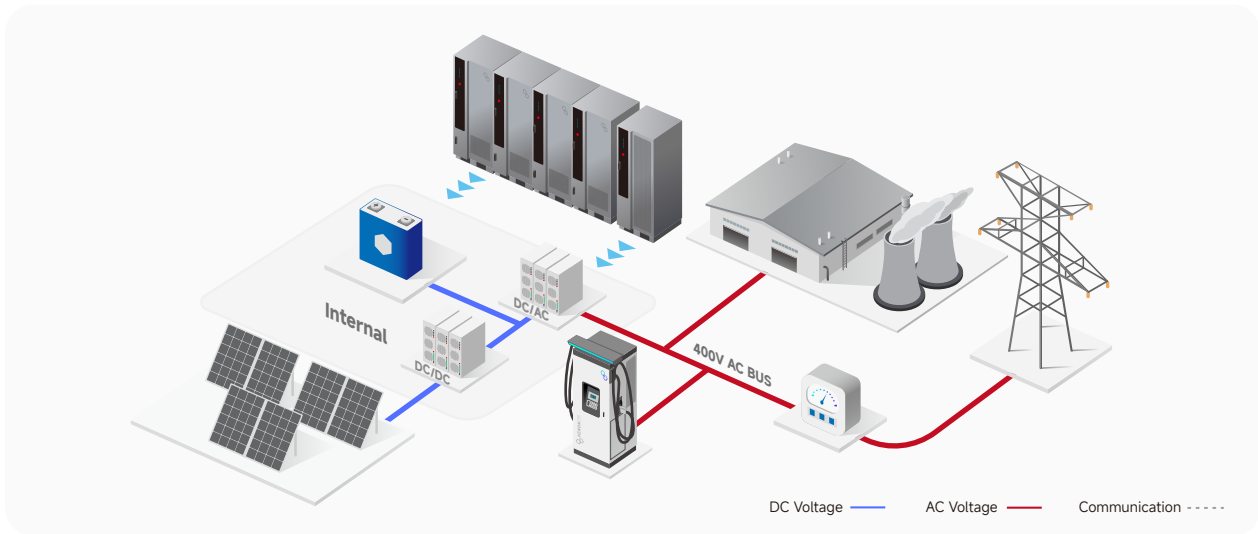 Internal
DC/AC
DC/DC
400V AC BUS
DC Voltage
AC Voltage
Communication